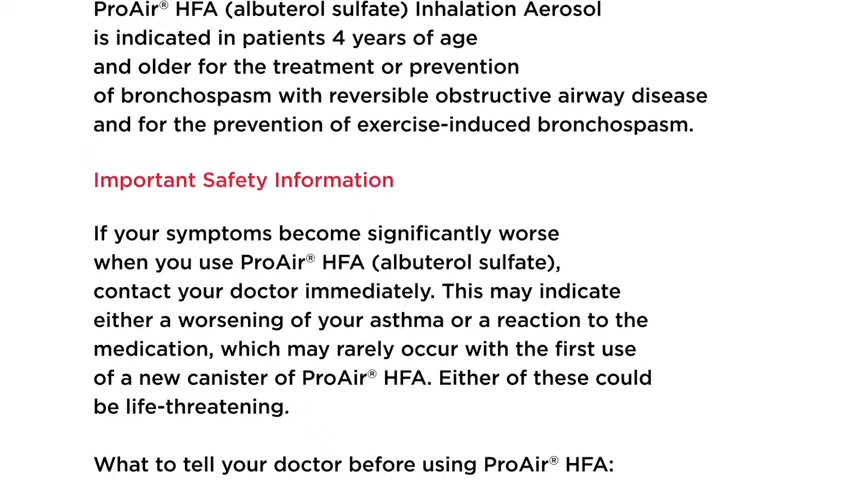 ProAir® HFA (albuterol sulfate) Inhalation Aerosol
is indicated in patients 4 years of age
and older for the treatment or prevention
of bronchospasm with reversible obstructive airway disease
and for the prevention of exercise-induced bronchospasm.
Important Safety Information
If your symptoms become significantly worse
when you use ProAir® HFA (albuterol sulfate),
contact your doctor immediately. This may indicate
either a worsening of your asthma or a reaction to the
medication, which may rarely occur with the first use
of a new canister of ProAir® HFA. Either of these could
be life-threatening.
What to tell your doctor before using ProAir® HFA: